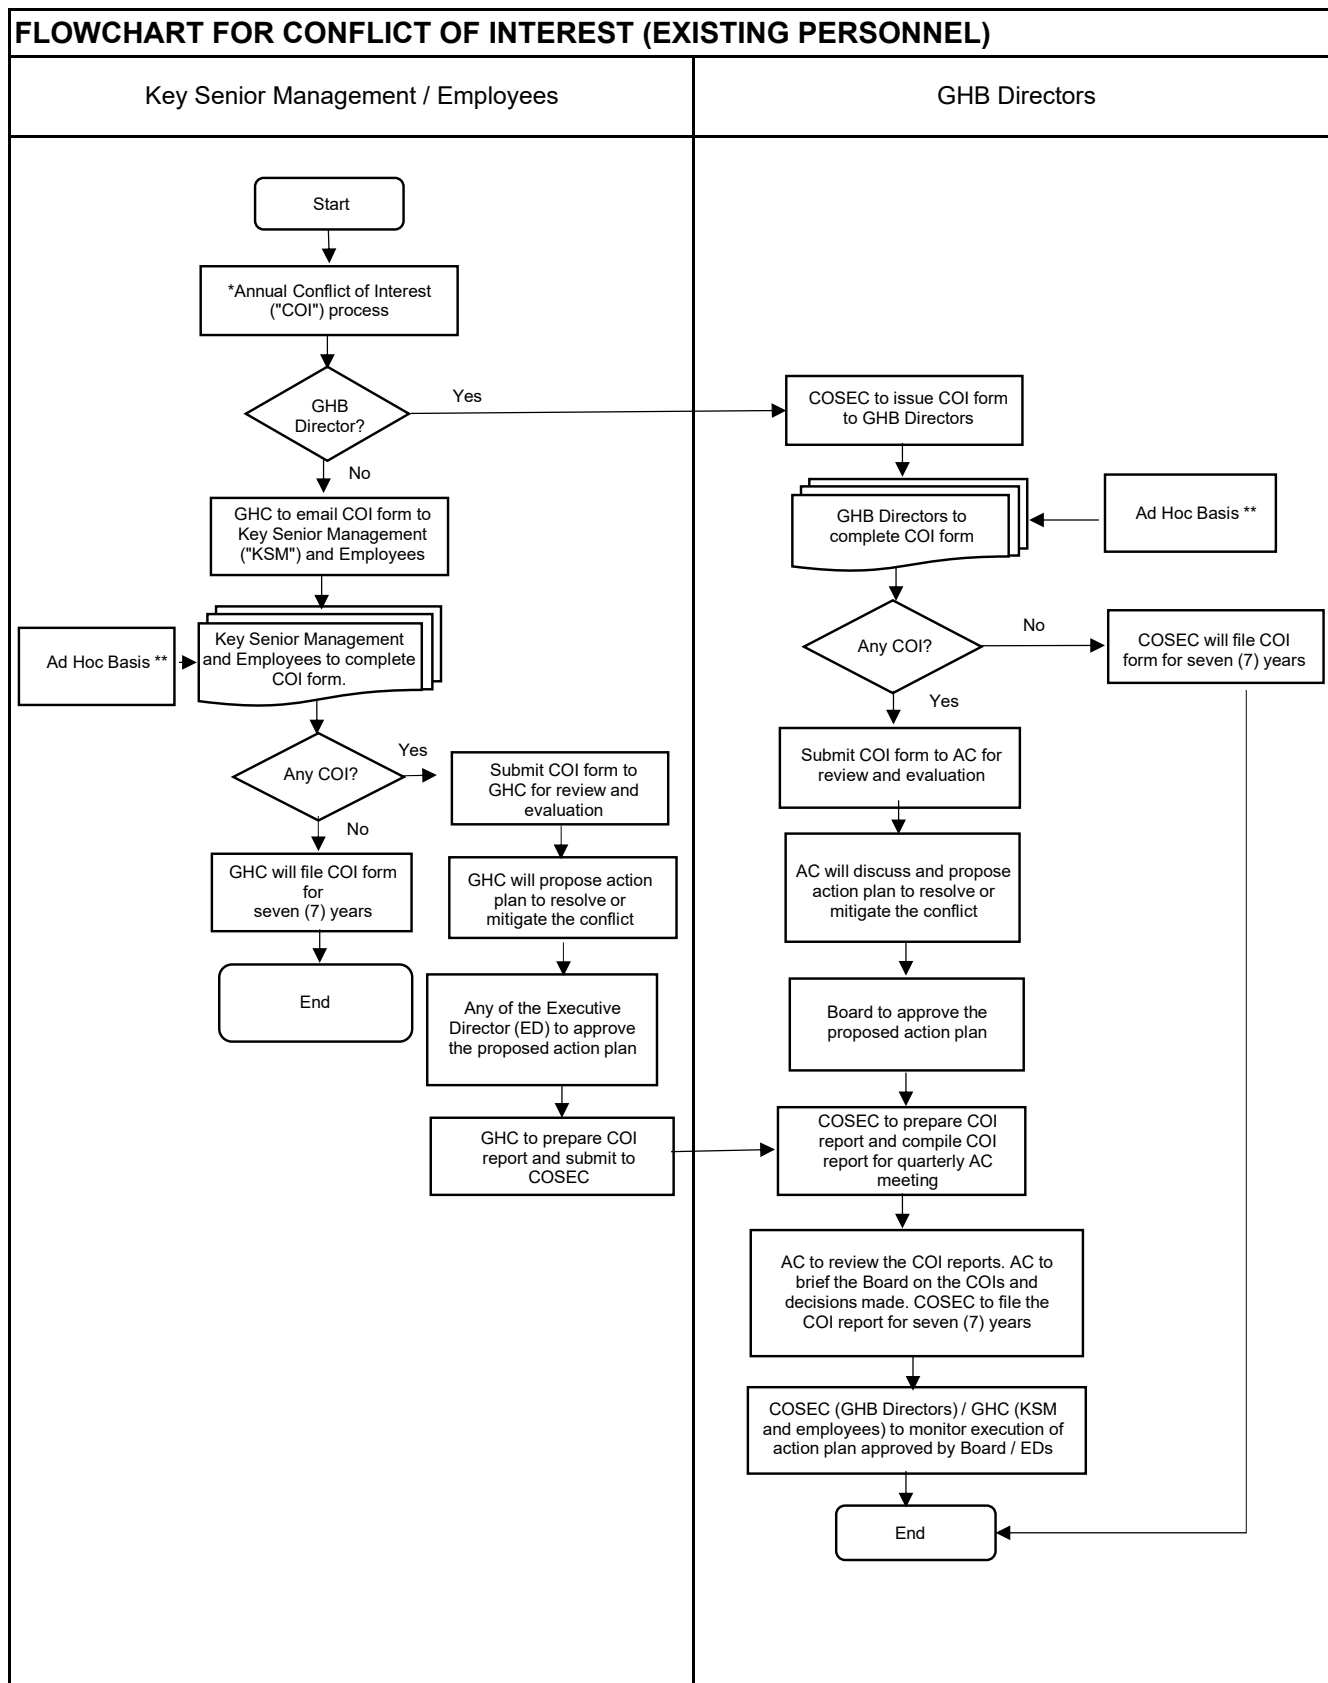 FLOWCHART FOR CONFLICT OF INTEREST (EXISTING PERSONNEL)
Key Senior Management / Employees
GHB Directors
Start
*Annual Conflict of Interest
("COI") process
GHB
Director?
Yes
No
GHC to email COI form to
Key Senior Management
("KSM") and Employees
Ad Hoc Basis **
Key Senior Management
and Employees to complete
COI form.
Any COI?
Yes
No
GHC will file COI form
for
seven (7) years
End
Submit COI form to
GHC for review and
evaluation
GHC will propose action
plan to resolve or
mitigate the conflict
Any of the Executive
Director (ED) to approve
the proposed action plan
GHC to prepare COI
report and submit to
COSEC
COSEC to issue COI form
to GHB Directors
GHB Directors to
complete COI form
Ad Hoc Basis **
Any COI?
No
COSEC will file COI
form for seven (7) years
Yes
Submit COI form to AC for
review and evaluation
AC will discuss and propose
action plan to resolve or
mitigate the conflict
Board to approve the
proposed action plan
COSEC to prepare COI
report and compile COI
report for quarterly AC
meeting
AC to review the COI reports. AC to
brief the Board on the COIs and
decisions made. COSEC to file the
COI report for seven (7) years
COSEC (GHB Directors) / GHC (KSM
and employees) to monitor execution of
action plan approved by Board / EDs
End